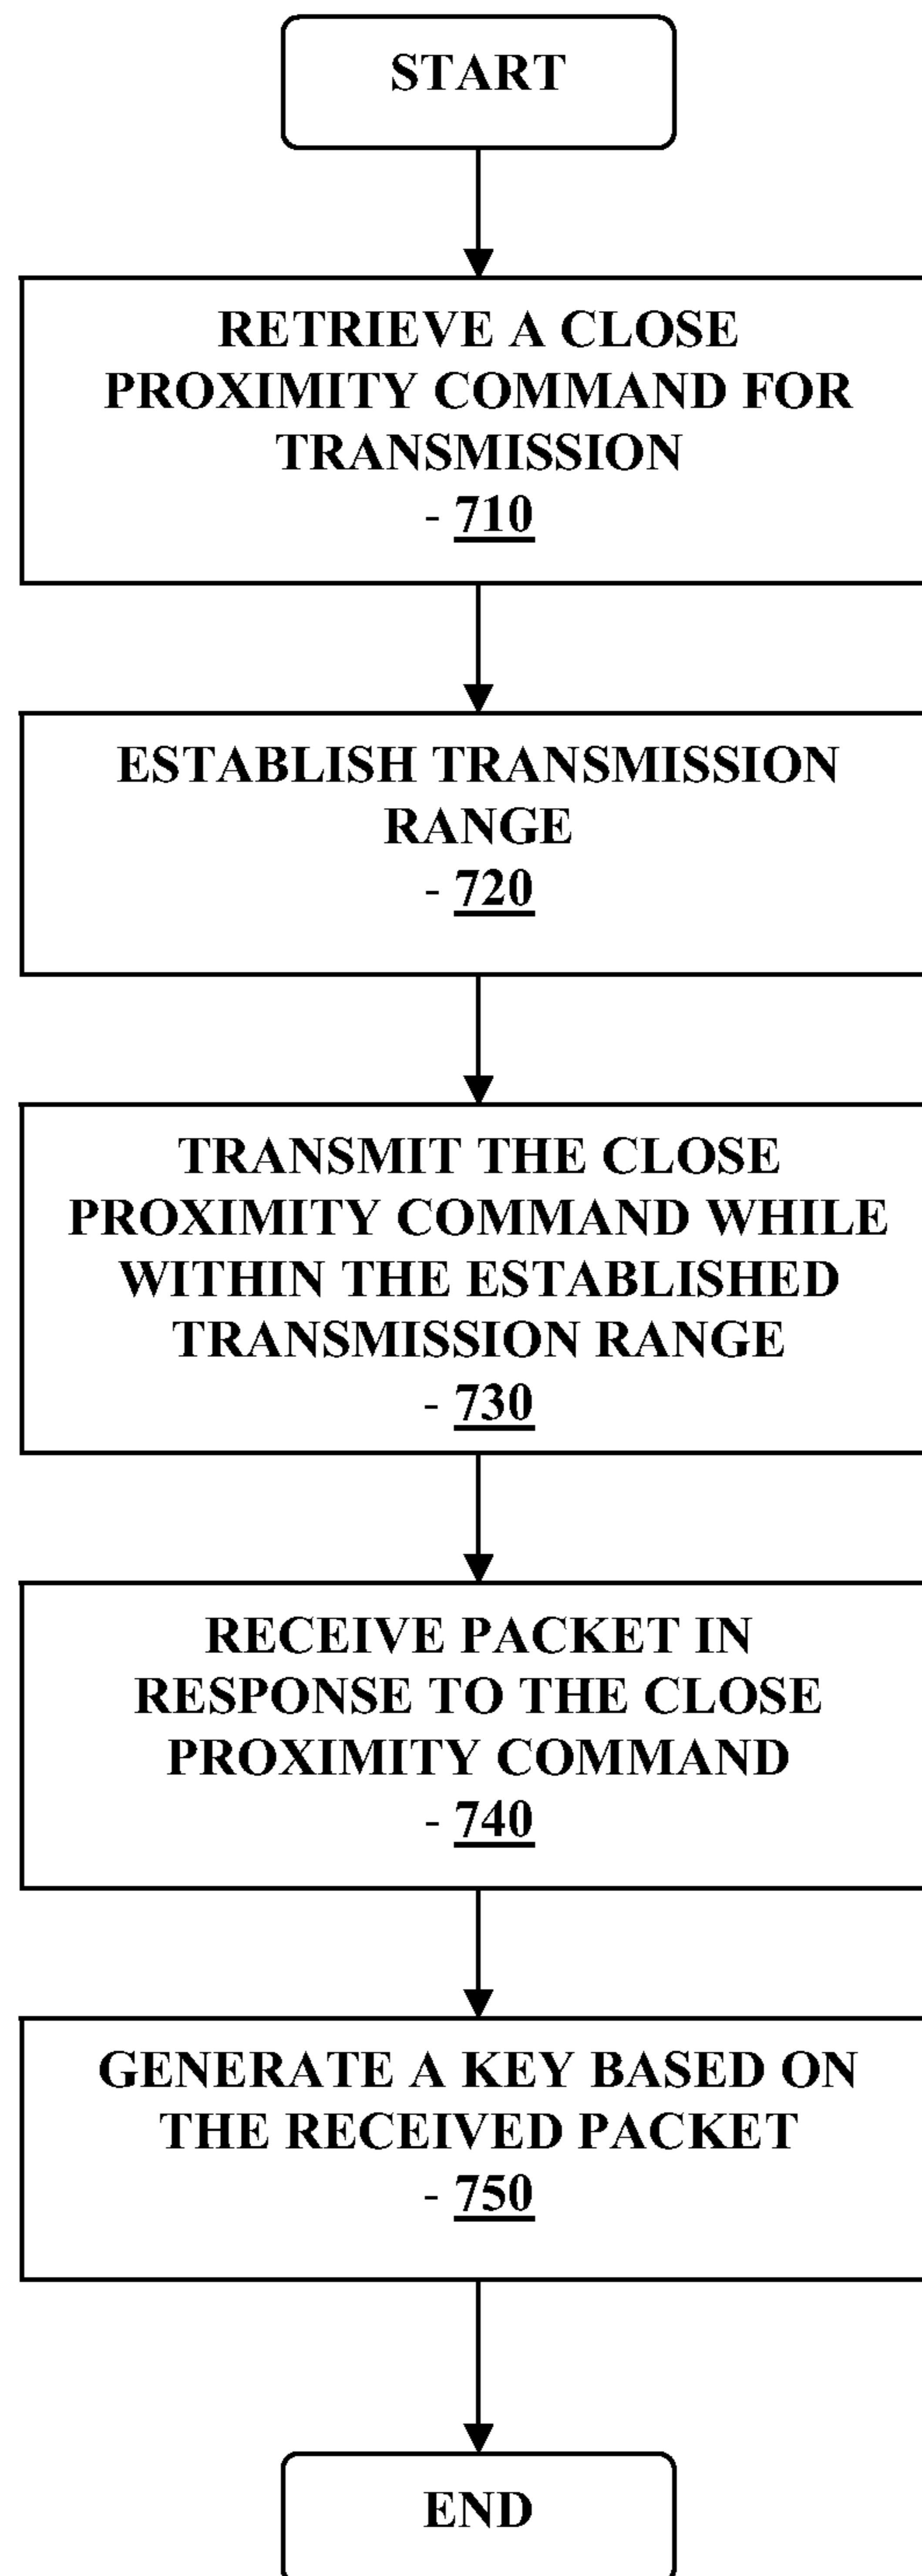 START
RETRIEVE A CLOSE
PROXIMITY COMMAND FOR
TRANSMISSION
- 710
ESTABLISH TRANSMISSION
RANGE
- 720
TRANSMIT THE CLOSE
PROXIMITY COMMAND WHILE
WITHIN THE ESTABLISHED
TRANSMISSION RANGE
- 730
RECEIVE PACKET IN
RESPONSE TO THE CLOSE
PROXIMITY COMMAND
- 740
GENERATE A KEY BASED ON
THE RECEIVED PACKET
- 750
END